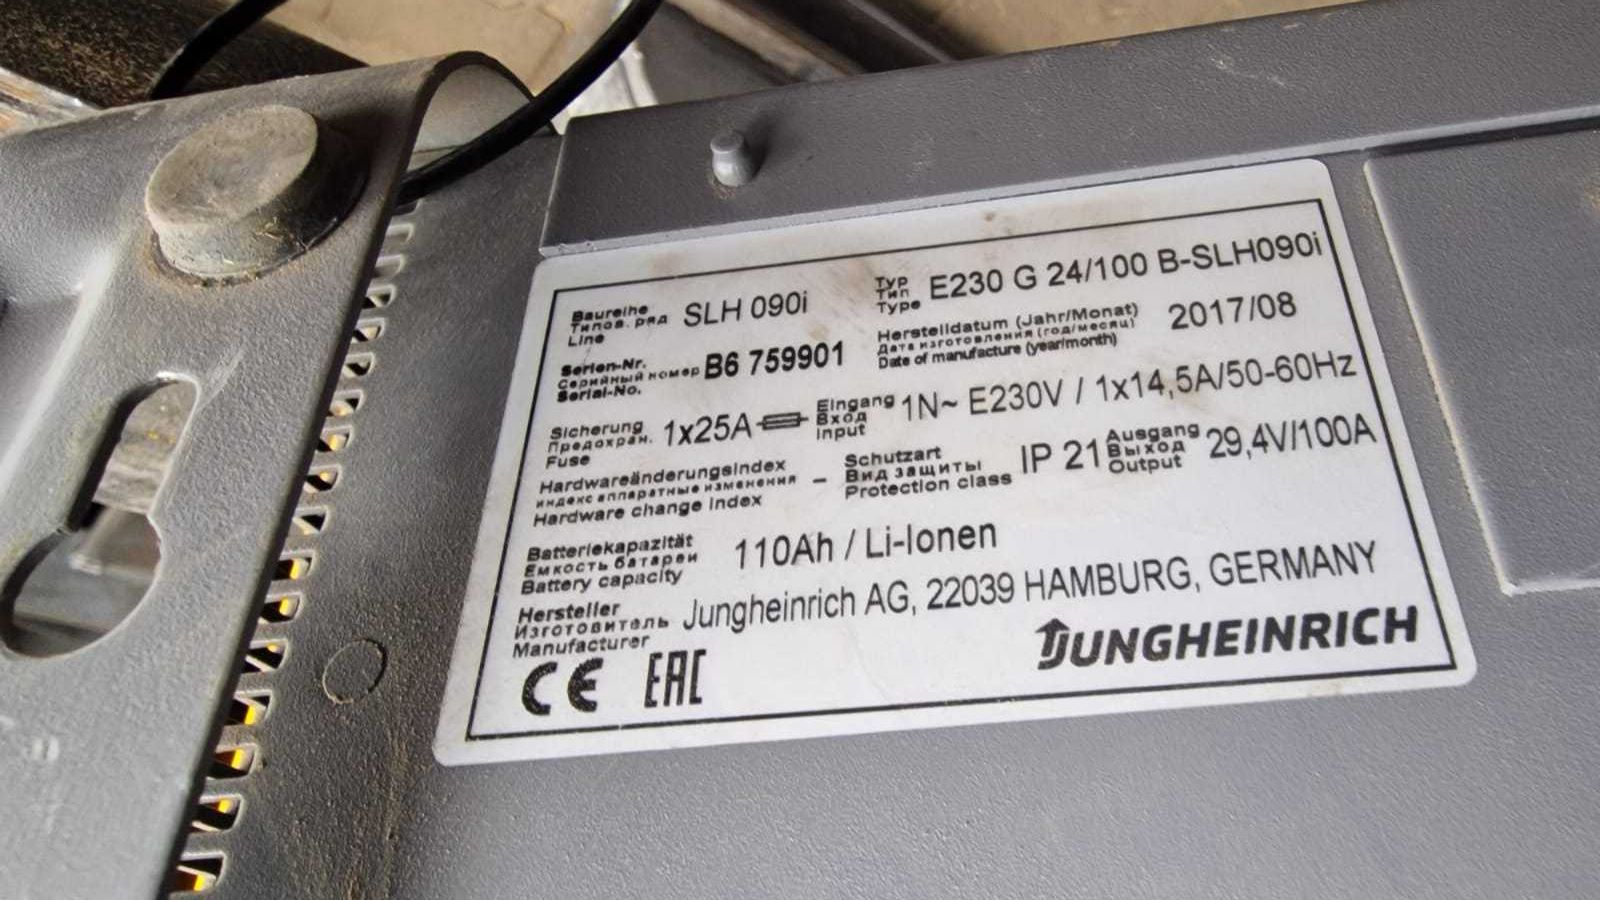 Baureihe
Типов. ряд
Line
SLH 090i
Typ
Тип
Type
E230 G 24/100 B-SLH090i
Serien-Nr.
Серийный номер
Serial-No.
B6 759901
Herstelldatum (Jahr/Monat)
Дата изготовления (год/месяц)
Date of manufacture (year/month)
2017/08
Sicherung
Предохран.
Fuse
1x25A
Eingang
Вход
Input
1N~ E230V / 1x14,5A/50-60Hz
Hardwareänderungsindex
индекс аппаратные изменения
Hardware change index
-
Schutzart
Вид защиты
Protection class
IP 21
Ausgang
Выход
Output
29,4V/100A
Batteriekapazität
Емкость батареи
Battery capacity
110Ah / Li-Ionen
Hersteller
Изготовитель
Manufacturer
Jungheinrich AG, 22039 HAMBURG, GERMANY
CE EAC
JUNGHEINRICH